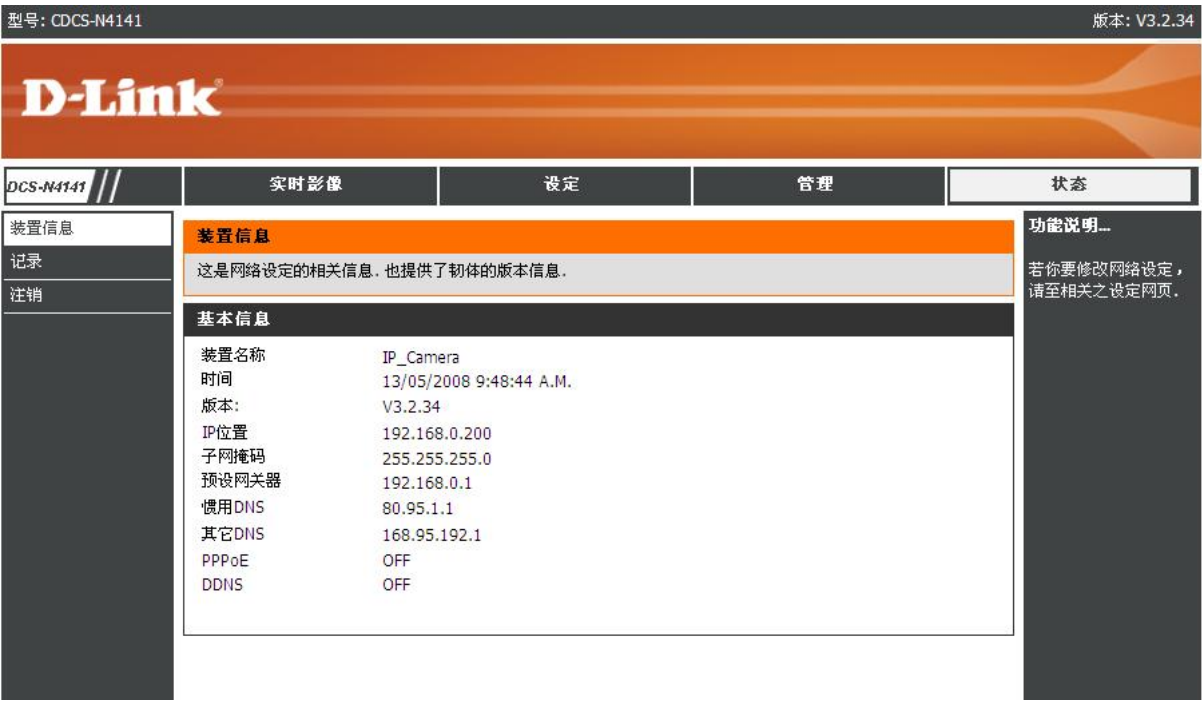 型号: CDCS-N4141
版本: V3.2.34
D-Link®
DCS-N4141
实时影像
设定
管理
状态
装置信息
记录
注销
装置信息
这是网络设定的相关信息. 也提供了韧体的版本信息.
基本信息
装置名称 IP_Camera
时间 13/05/2008 9:48:44 A.M.
版本: V3.2.34
IP位置 192.168.0.200
子网掩码 255.255.255.0
预设网关器 192.168.0.1
惯用DNS 80.95.1.1
其它DNS 168.95.192.1
PPPoE OFF
DDNS OFF
功能说明...
若你要修改网络设定，
请至相关之设定网页.